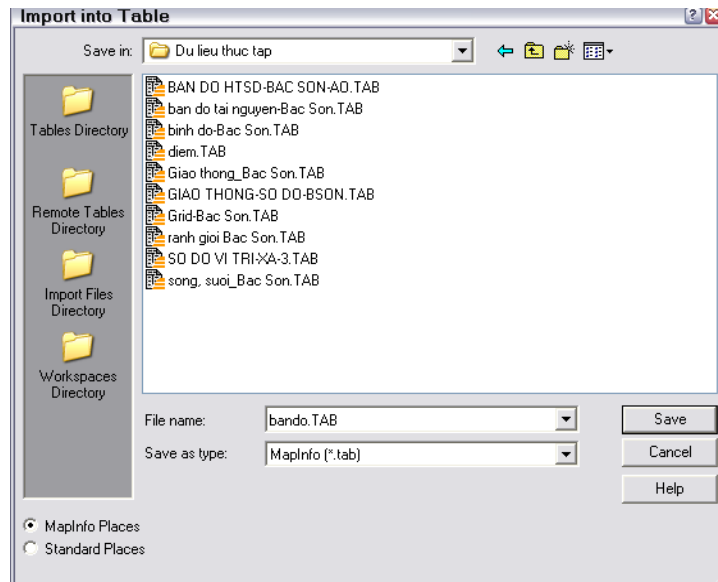 Import into Table
Save in:
Du lieu thuc tap
Tables Directory
Remote Tables
Directory
Import Files
Directory
Workspaces
Directory
BAN DO HTSD-BAC SON-AO.TAB
ban do tai nguyen-Bac Son.TAB
binh do-Bac Son.TAB
diem.TAB
Giao thong_Bac Son.TAB
GIAO THONG-SO DO-BSON.TAB
Grid-Bac Son.TAB
ranh gioi Bac Son.TAB
SO DO VI TRI-XA-3.TAB
song, suoi_Bac Son.TAB
File name:
bando.TAB
Save
Save as type:
MapInfo (*.tab)
Cancel
Help
MapInfo Places
Standard Places